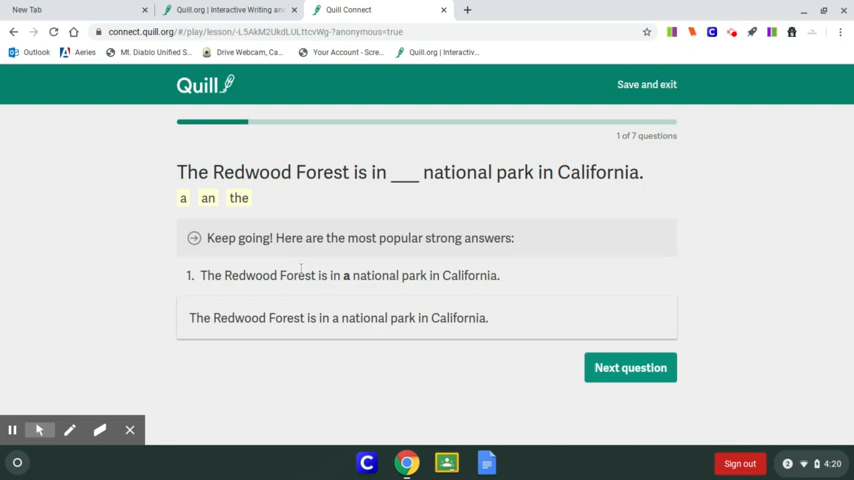 New Tab
Quill.org | Interactive Writing an
Quill Connect
connect.quill.org/#/play/lesson/-L5AkM2UkdLULttcvWg-?anonymous=true
Outlook
Aeries
Mt. Diablo Unified S...
Drive Webcam, Ca...
Your Account - Scre...
Quill.org | Interactiv...
Quill
Save and exit
1 of 7 questions
The Redwood Forest is in ___ national park in California.
a an the
Keep going! Here are the most popular strong answers:
1. The Redwood Forest is in a national park in California.
The Redwood Forest is in a national park in California.
Next question
C
Sign out
2
4:20